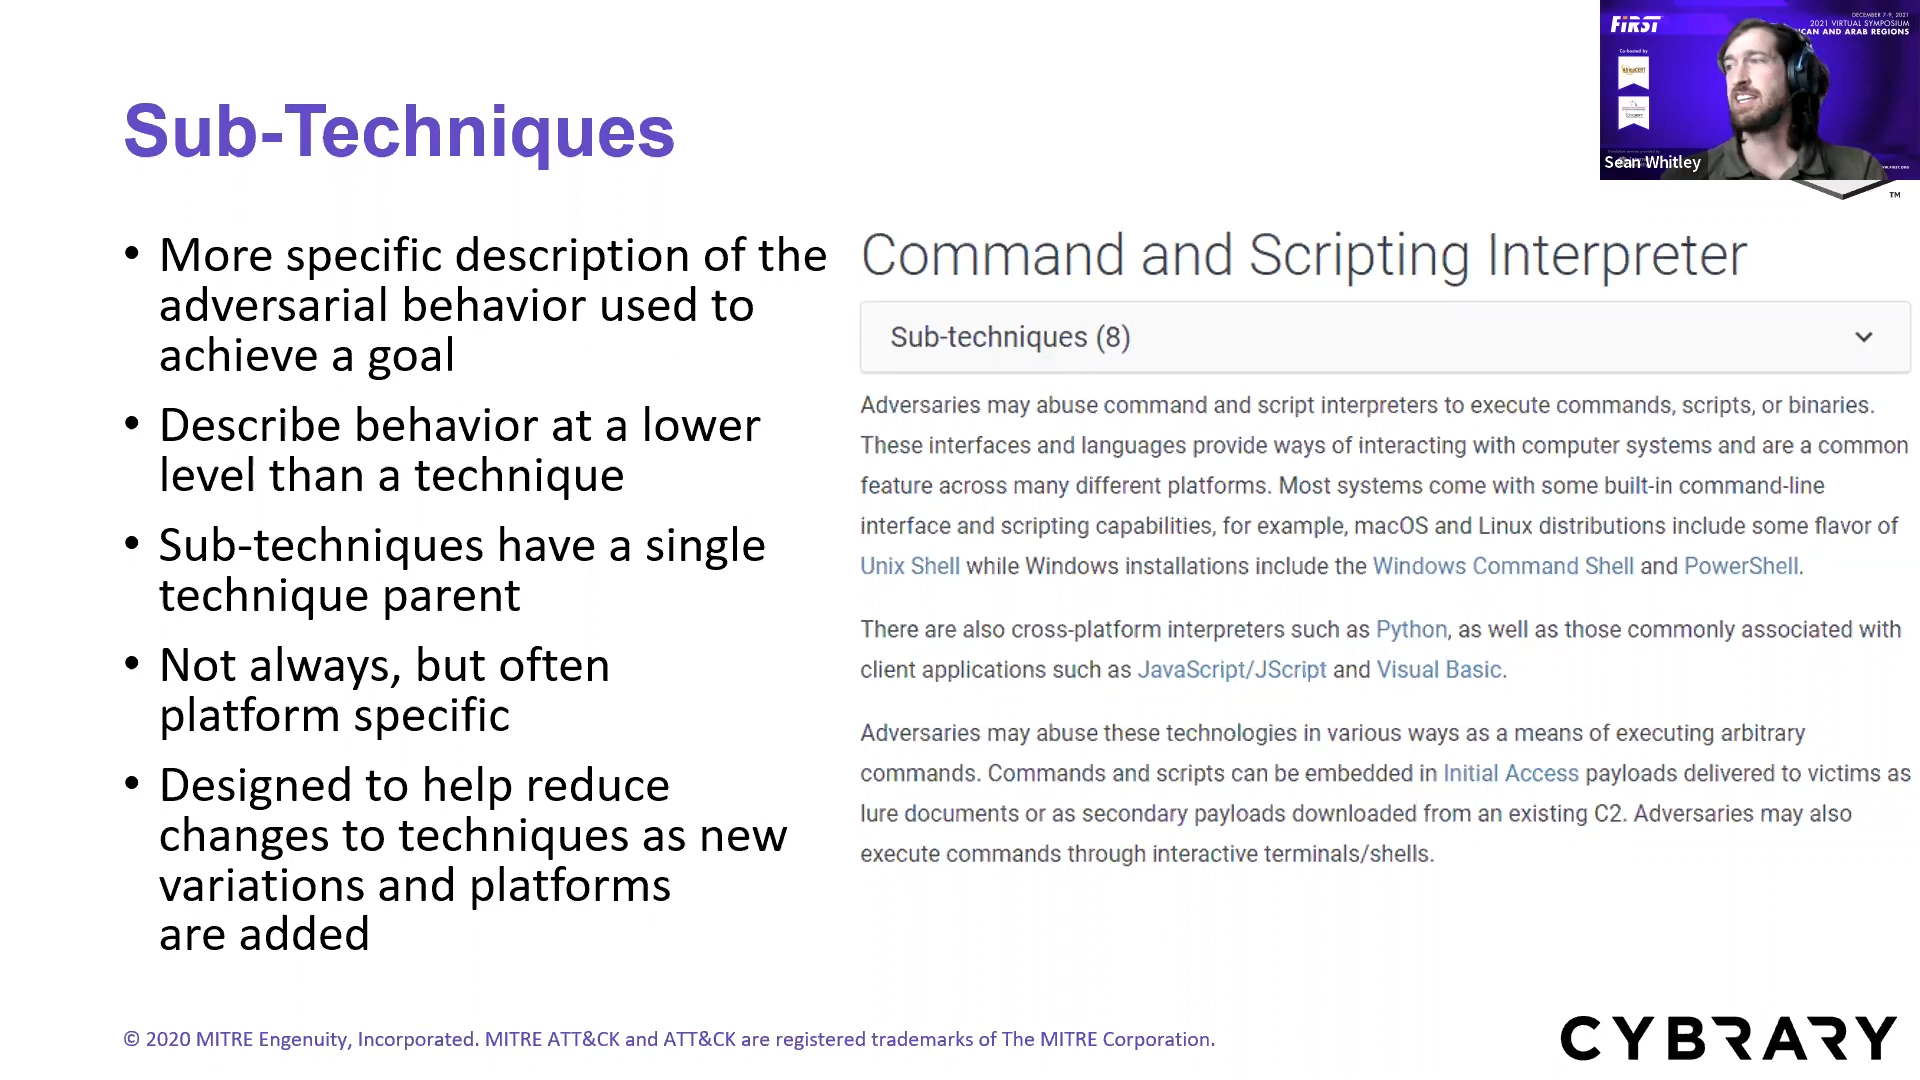 Sub-Techniques
• More specific description of the
adversarial behavior used to
achieve a goal
• Describe behavior at a lower
level than a technique
• Sub-techniques have a single
technique parent
• Not always, but often
platform specific
• Designed to help reduce
changes to techniques as new
variations and platforms
are added
Command and Scripting Interpreter
Sub-techniques (8)
Adversaries may abuse command and script interpreters to execute commands, scripts, or binaries.
These interfaces and languages provide ways of interacting with computer systems and are a common
feature across many different platforms. Most systems come with some built-in command-line
interface and scripting capabilities, for example, macOS and Linux distributions include some flavor of
Unix Shell while Windows installations include the Windows Command Shell and PowerShell.
There are also cross-platform interpreters such as Python, as well as those commonly associated with
client applications such as JavaScript/JScript and Visual Basic.
Adversaries may abuse these technologies in various ways as a means of executing arbitrary
commands. Commands and scripts can be embedded in Initial Access payloads delivered to victims as
lure documents or as secondary payloads downloaded from an existing C2. Adversaries may also
execute commands through interactive terminals/shells.
FIRST
DECEMBER 7-9, 2021
2021 VIRTUAL SYMPOSIUM
AND ARAB REGIONS
Co-hosted by
Sean Whitley
TM
© 2020 MITRE Engenuity, Incorporated. MITRE ATT&CK and ATT&CK are registered trademarks of The MITRE Corporation.
CYBRARY